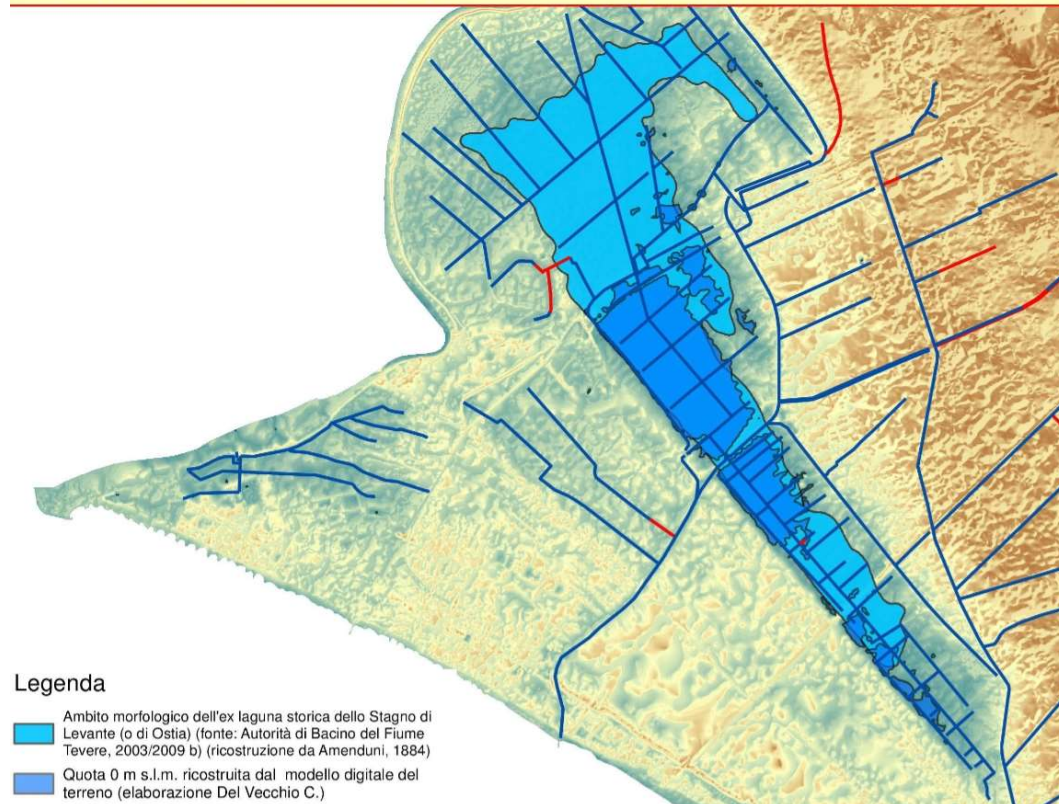 Legenda
Ambito morfologico dell'ex laguna storica dello Stagno di
Levante (o di Ostia) (fonte: Autorità di Bacino del Fiume
Tevere, 2003/2009 b) (ricostruzione da Amenduni, 1884)
Quota 0 m s.l.m. ricostruita dal modello digitale del
terreno (elaborazione Del Vecchio C.)